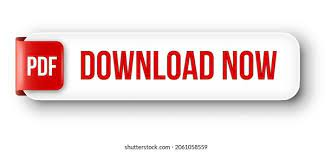 PDF DOWNLOAD NOW
shutterstock.com · 2061058559